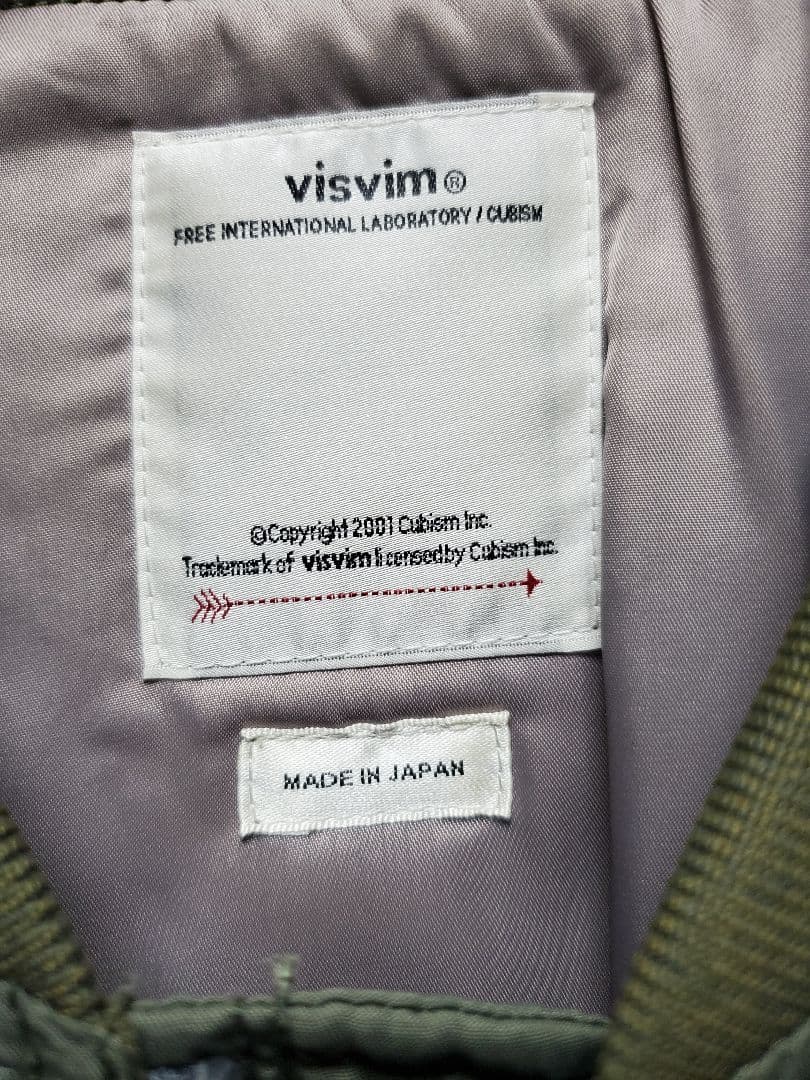 visvim®
FREE INTERNATIONAL LABORATORY / CUBISM
©Copyright 2001 Cubism Inc.
Trademark of visvim licensed by Cubism Inc.
MADE IN JAPAN